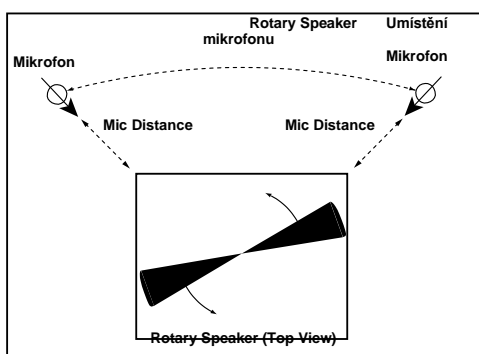 Rotary Speaker Umístění
mikrofonu
Mikrofon Mikrofon
Mic Distance Mic Distance
Rotary Speaker (Top View)